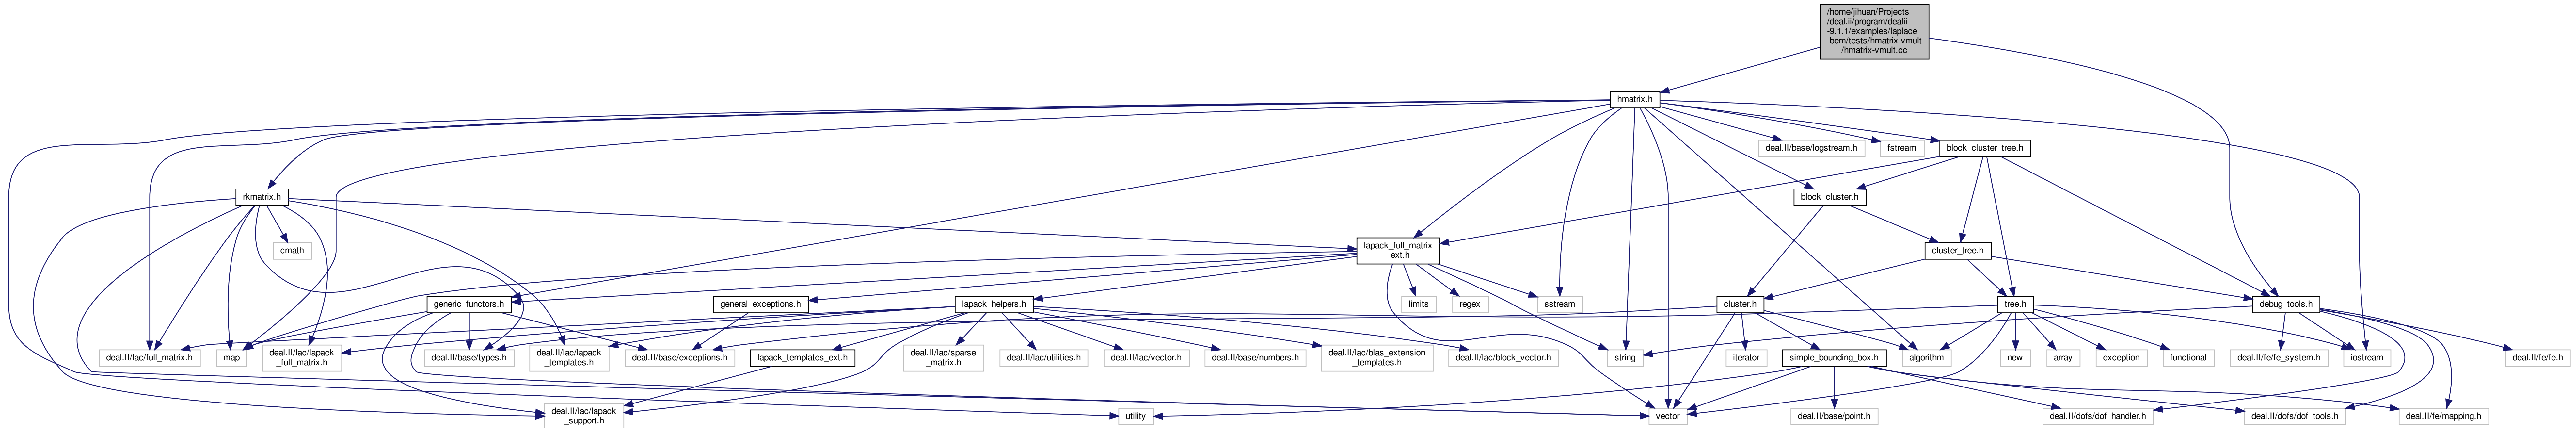 /home/jihuan/Projects
/deal.ii/program/dealii
-9.1.1/examples/laplace
-bem/tests/hmatrix-vmult
/hmatrix-vmult.cc
hmatrix.h
deal.II/base/logstream.h
fstream
block_cluster_tree.h
rkmatrix.h
block_cluster.h
cmath
lapack_full_matrix
_ext.h
cluster_tree.h
generic_functors.h
general_exceptions.h
lapack_helpers.h
limits
regex
sstream
cluster.h
tree.h
debug_tools.h
deal.II/lac/full_matrix.h
map
deal.II/lac/lapack
_full_matrix.h
deal.II/base/types.h
deal.II/lac/lapack
_templates.h
deal.II/base/exceptions.h
lapack_templates_ext.h
deal.II/lac/sparse
_matrix.h
deal.II/lac/utilities.h
deal.II/lac/vector.h
deal.II/base/numbers.h
deal.II/lac/blas_extension
_templates.h
deal.II/lac/block_vector.h
string
iterator
simple_bounding_box.h
algorithm
new
array
exception
functional
deal.II/fe/fe_system.h
iostream
deal.II/fe/fe.h
deal.II/lac/lapack
_support.h
utility
vector
deal.II/base/point.h
deal.II/dofs/dof_handler.h
deal.II/dofs/dof_tools.h
deal.II/fe/mapping.h